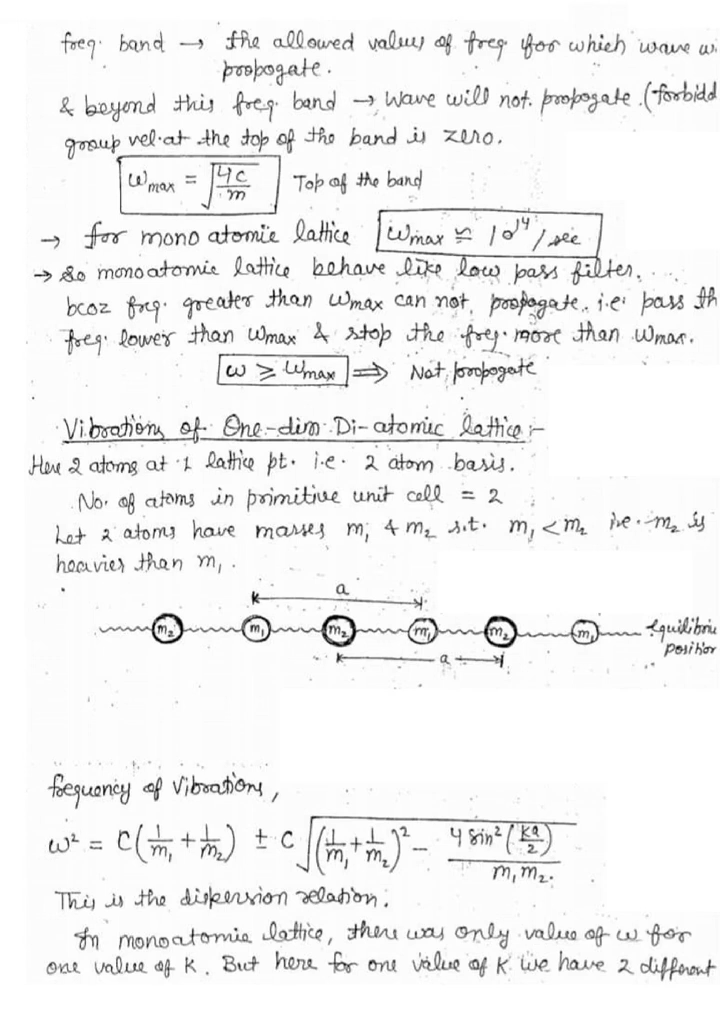 freq. band → the allowed values of freq for which wave wi
propogate.
& beyond this freq. band → Wave will not. propogate. (forbidd
group vel. at the top of the band is zero.
ωmax = √(4C/m) Top of the band
→ for mono atomic lattice ωmax ≃ 10^14 / sec
→ So monoatomic lattice behave like low pass filter.
bcoz frq. greater than ωmax can not propogate. i.e. pass th
freq. lower than ωmax & stop the freq. more than ωmax.
ω ≥ ωmax ⟹ Not propogate
Vibrations of One-dim Di-atomic lattice :-
Here 2 atoms at 1 lattice pt. i.e. 2 atom basis.
No. of atoms in primitive unit cell = 2
Let 2 atoms have masses m₁ & m₂ s.t. m₁ < m₂ i.e. m₂ is
heavier than m₁.
a
m₂ m₁ m₂ m₁ m₂ m₁ equilibriu
position
a
frequency of Vibrations,
ω² = C(1/m₁ + 1/m₂) ± C √((1/m₁ + 1/m₂)² − 4 sin²(Ka/2)/m₁m₂.)
This is the dispersion relation.
In monoatomic lattice, there was only value of ω for
one value of K. But here for one value of K we have 2 different